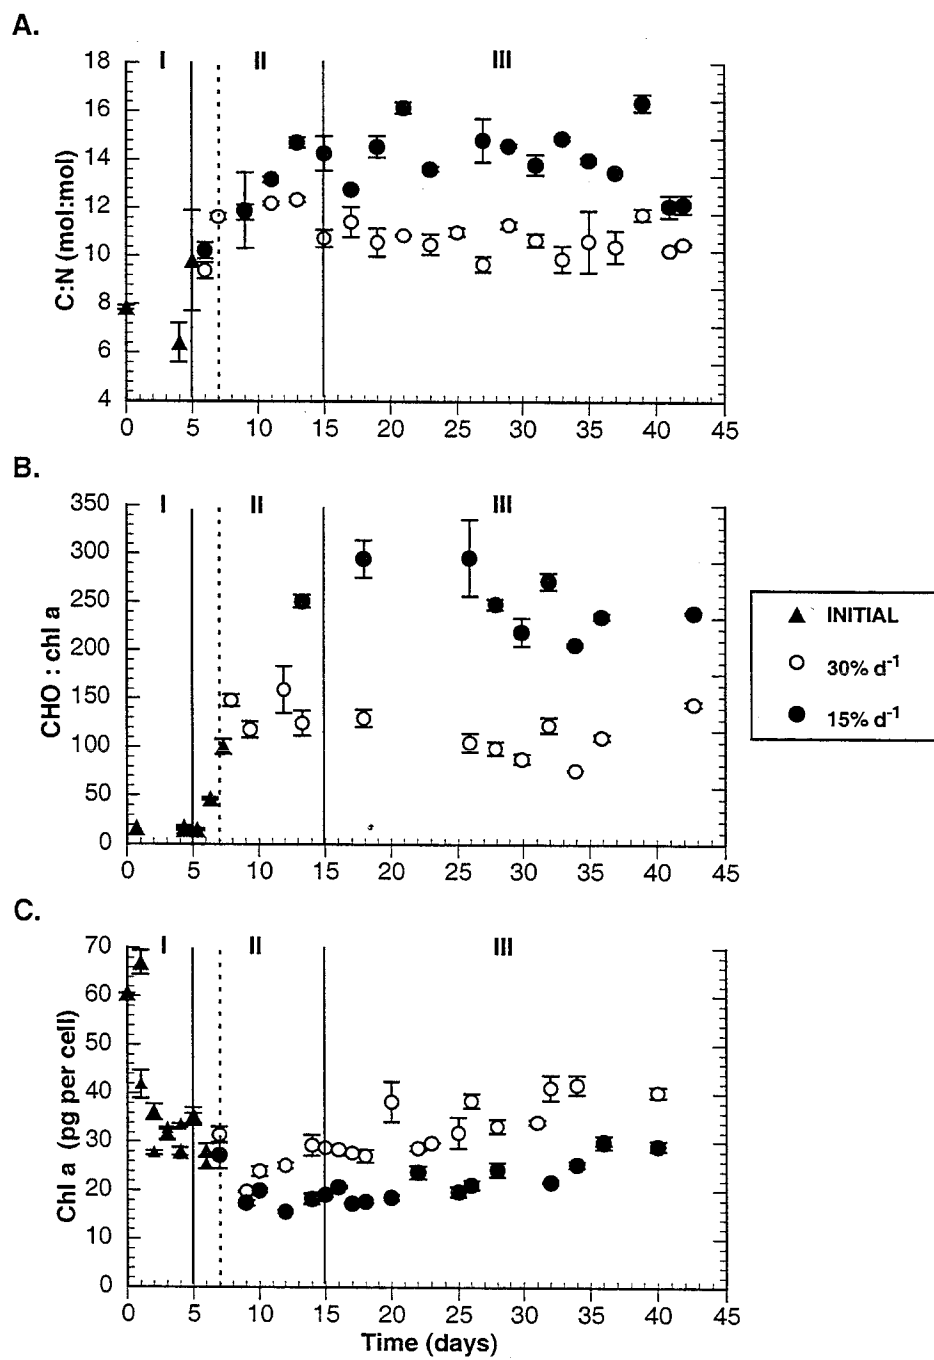 A.
I II III
18
16
14
12
10
8
6
4
C:N (mol:mol)
0 5 10 15 20 25 30 35 40 45
B.
I II III
350
300
250
200
150
100
50
0
CHO : chl a
0 5 10 15 20 25 30 35 40 45
INITIAL
30% d-1
15% d-1
C.
I II III
70
60
50
40
30
20
10
0
Chl a (pg per cell)
0 5 10 15 20 25 30 35 40 45
Time (days)